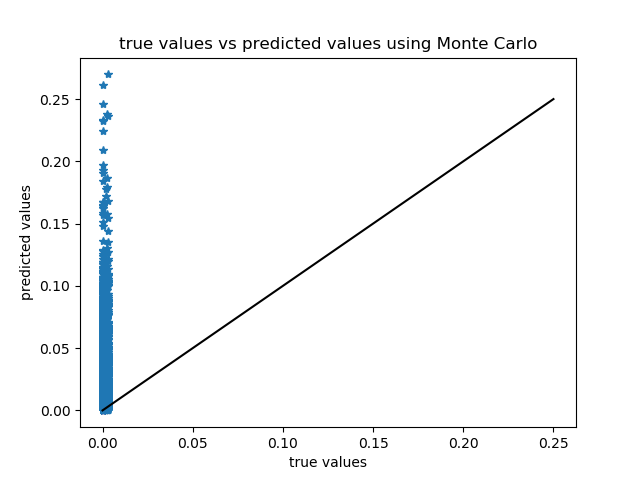 true values vs predicted values using Monte Carlo
0.25
0.20
0.15
0.10
0.05
0.00
predicted values
0.00 0.05 0.10 0.15 0.20 0.25
true values